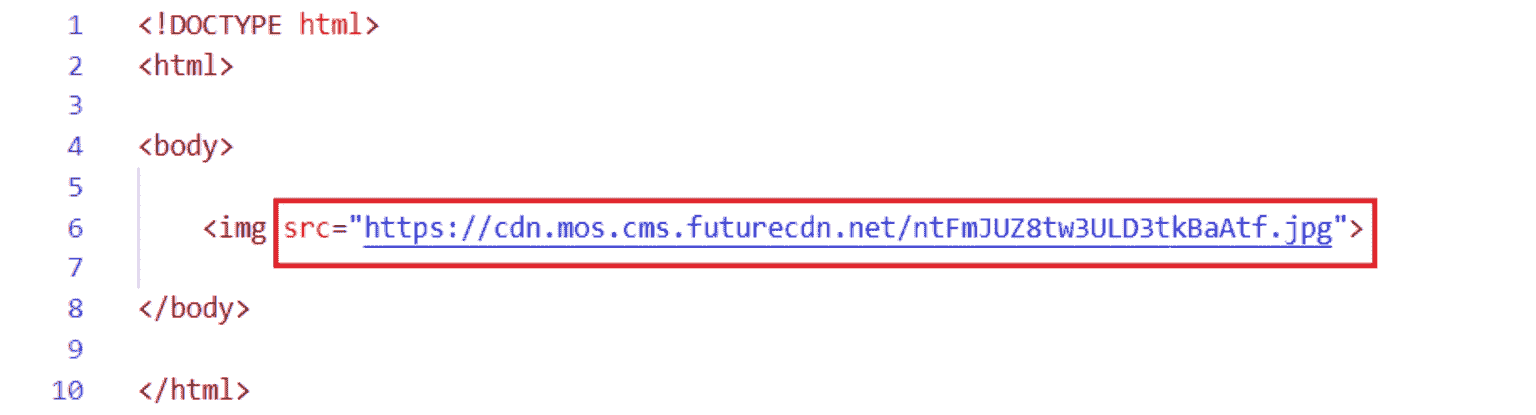 1 <!DOCTYPE html>
2 <html>
3
4 <body>
5
6 <img src="https://cdn.mos.cms.futurecdn.net/ntFmJUZ8tw3ULD3tkBaAtf.jpg">
7
8 </body>
9
10 </html>